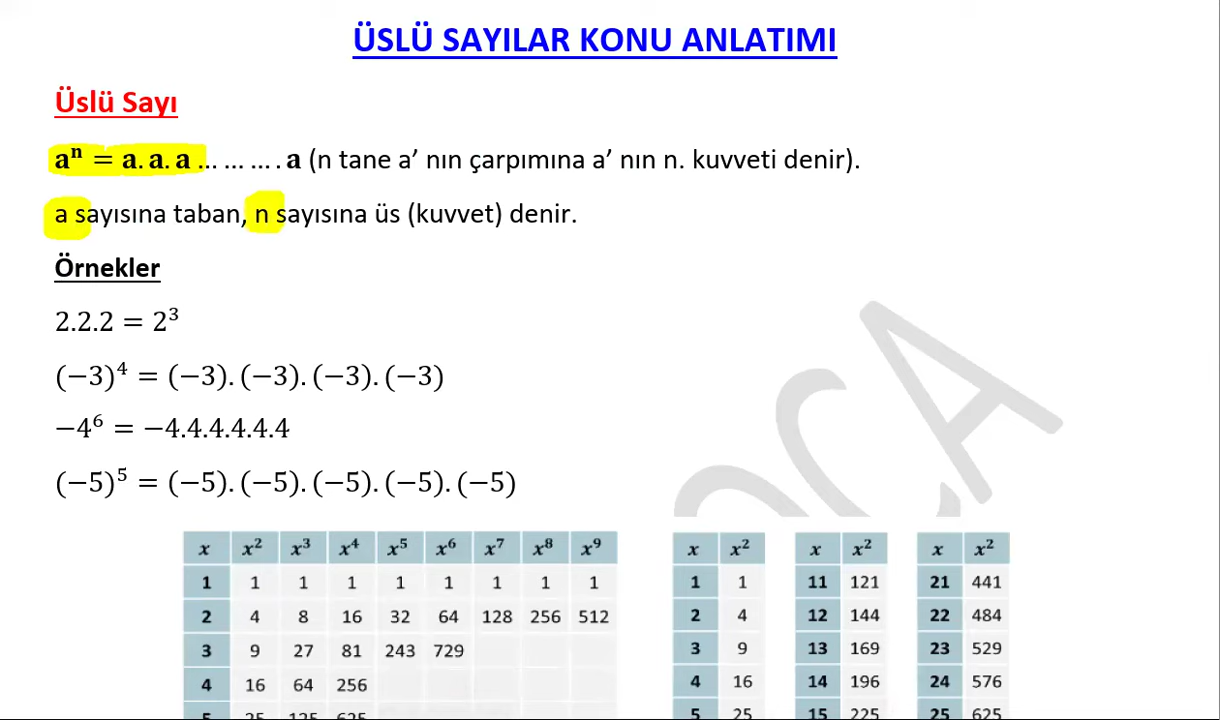 ÜSLÜ SAYILAR KONU ANLATIMI
Üslü Sayı
aⁿ = a. a. a … … … . a (n tane a’ nın çarpımına a’ nın n. kuvveti denir).
a sayısına taban, n sayısına üs (kuvvet) denir.
Örnekler
2.2.2 = 2³
(−3)⁴ = (−3). (−3). (−3). (−3)
−4⁶ = −4.4.4.4.4.4
(−5)⁵ = (−5). (−5). (−5). (−5). (−5)
x x² x³ x⁴ x⁵ x⁶ x⁷ x⁸ x⁹
1 1 1 1 1 1 1 1 1
2 4 8 16 32 64 128 256 512
3 9 27 81 243 729
4 16 64 256
5 25 125 625
x x²
1 1
2 4
3 9
4 16
5 25
x x²
11 121
12 144
13 169
14 196
15 225
x x²
21 441
22 484
23 529
24 576
25 625
OCA